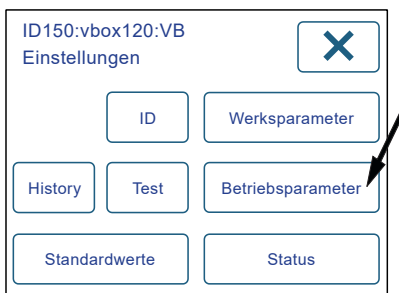 ID150:vbox120:VB
Einstellungen
ID
Werksparameter
History
Test
Betriebsparameter
Standardwerte
Status